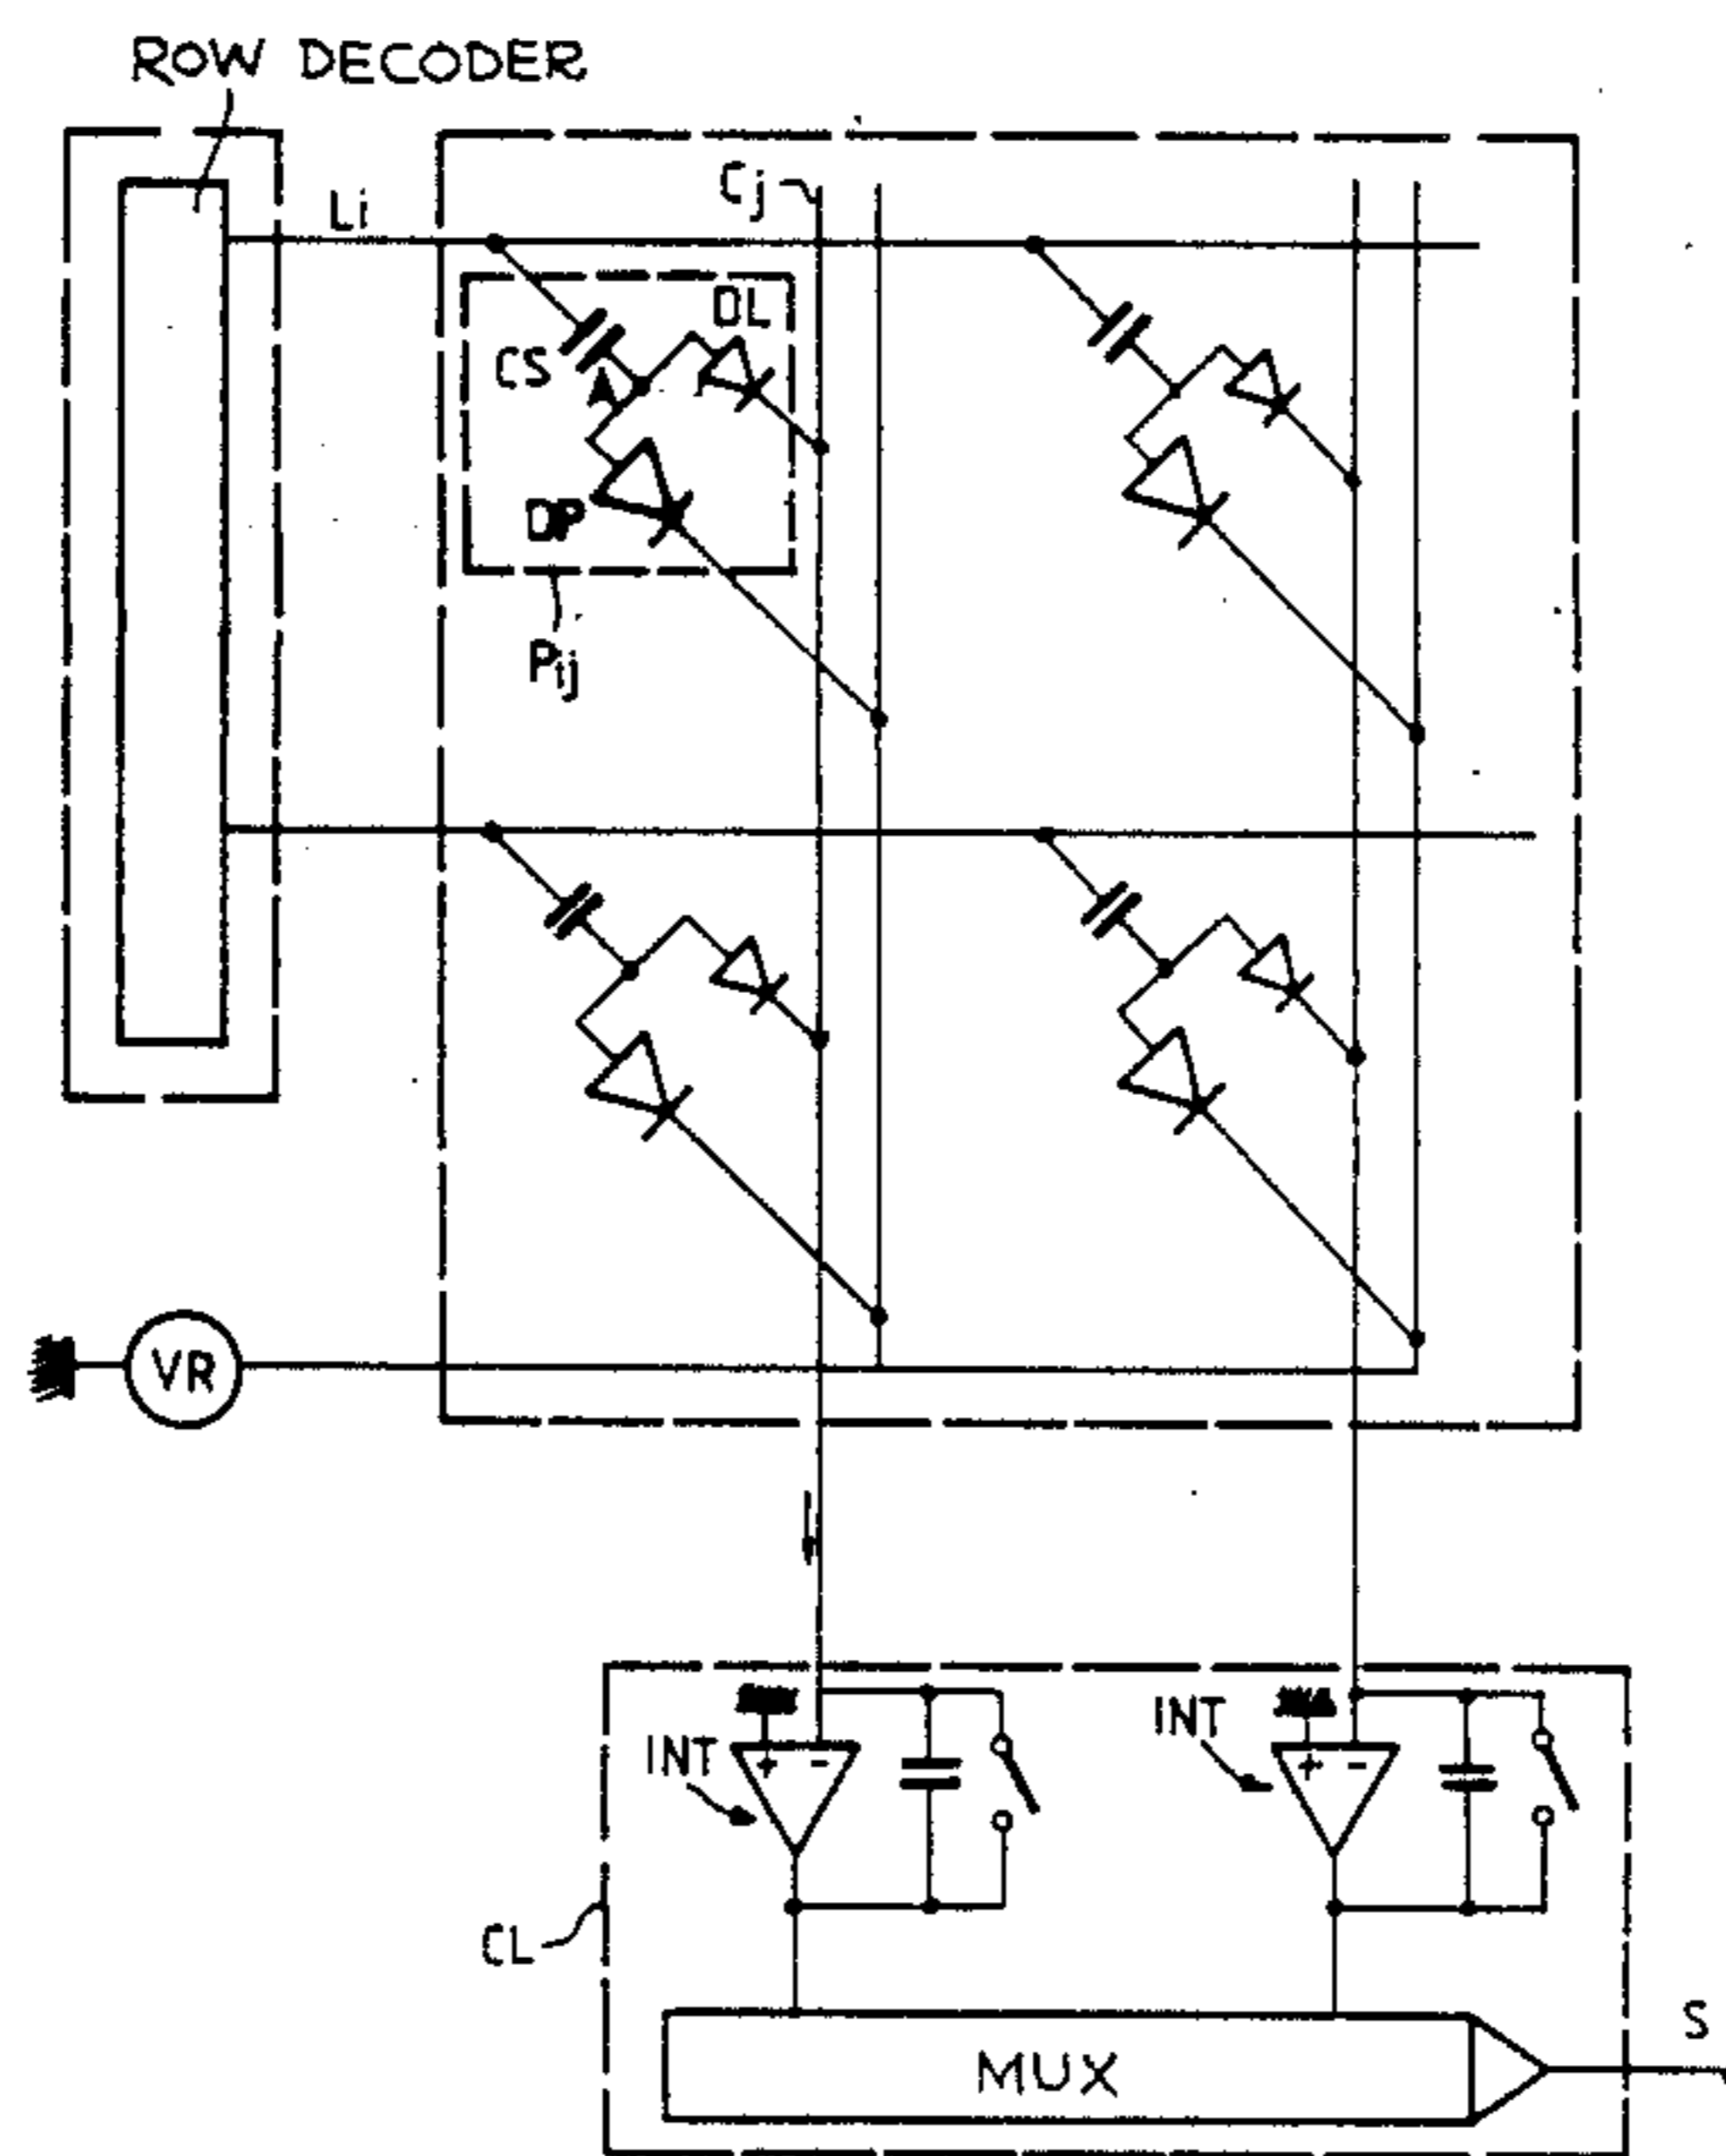 ROW DECODER
Li
Cj
DL
CS
A
DP
Pij
VR
INT
+ -
INT
+ -
CL
MUX
S